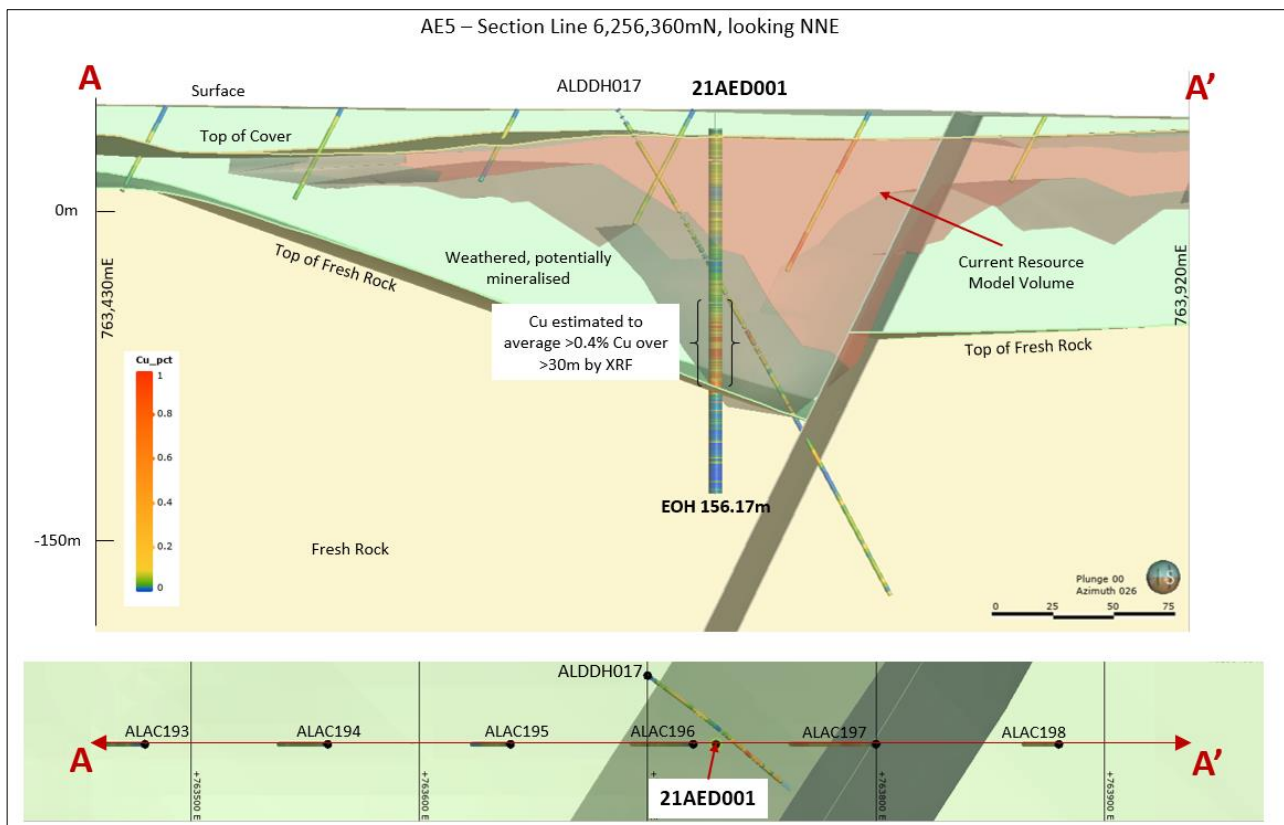 AE5 – Section Line 6,256,360mN, looking NNE
A
A'
Surface
ALDDH017
21AED001
Top of Cover
0m
763,430mE
Top of Fresh Rock
Weathered, potentially
mineralised
Current Resource
Model Volume
763,920mE
Cu estimated to
average >0.4% Cu over
>30m by XRF
Top of Fresh Rock
Cu_pct
1
0.8
0.6
0.4
0.2
0
EOH 156.17m
-150m
Fresh Rock
Plunge 00
Azimuth 026
0 25 50 75
ALDDH017
ALAC193
ALAC194
ALAC195
ALAC196
ALAC197
ALAC198
A
A'
21AED001
+763500 E
+763600 E
+763800 E
+763900 E